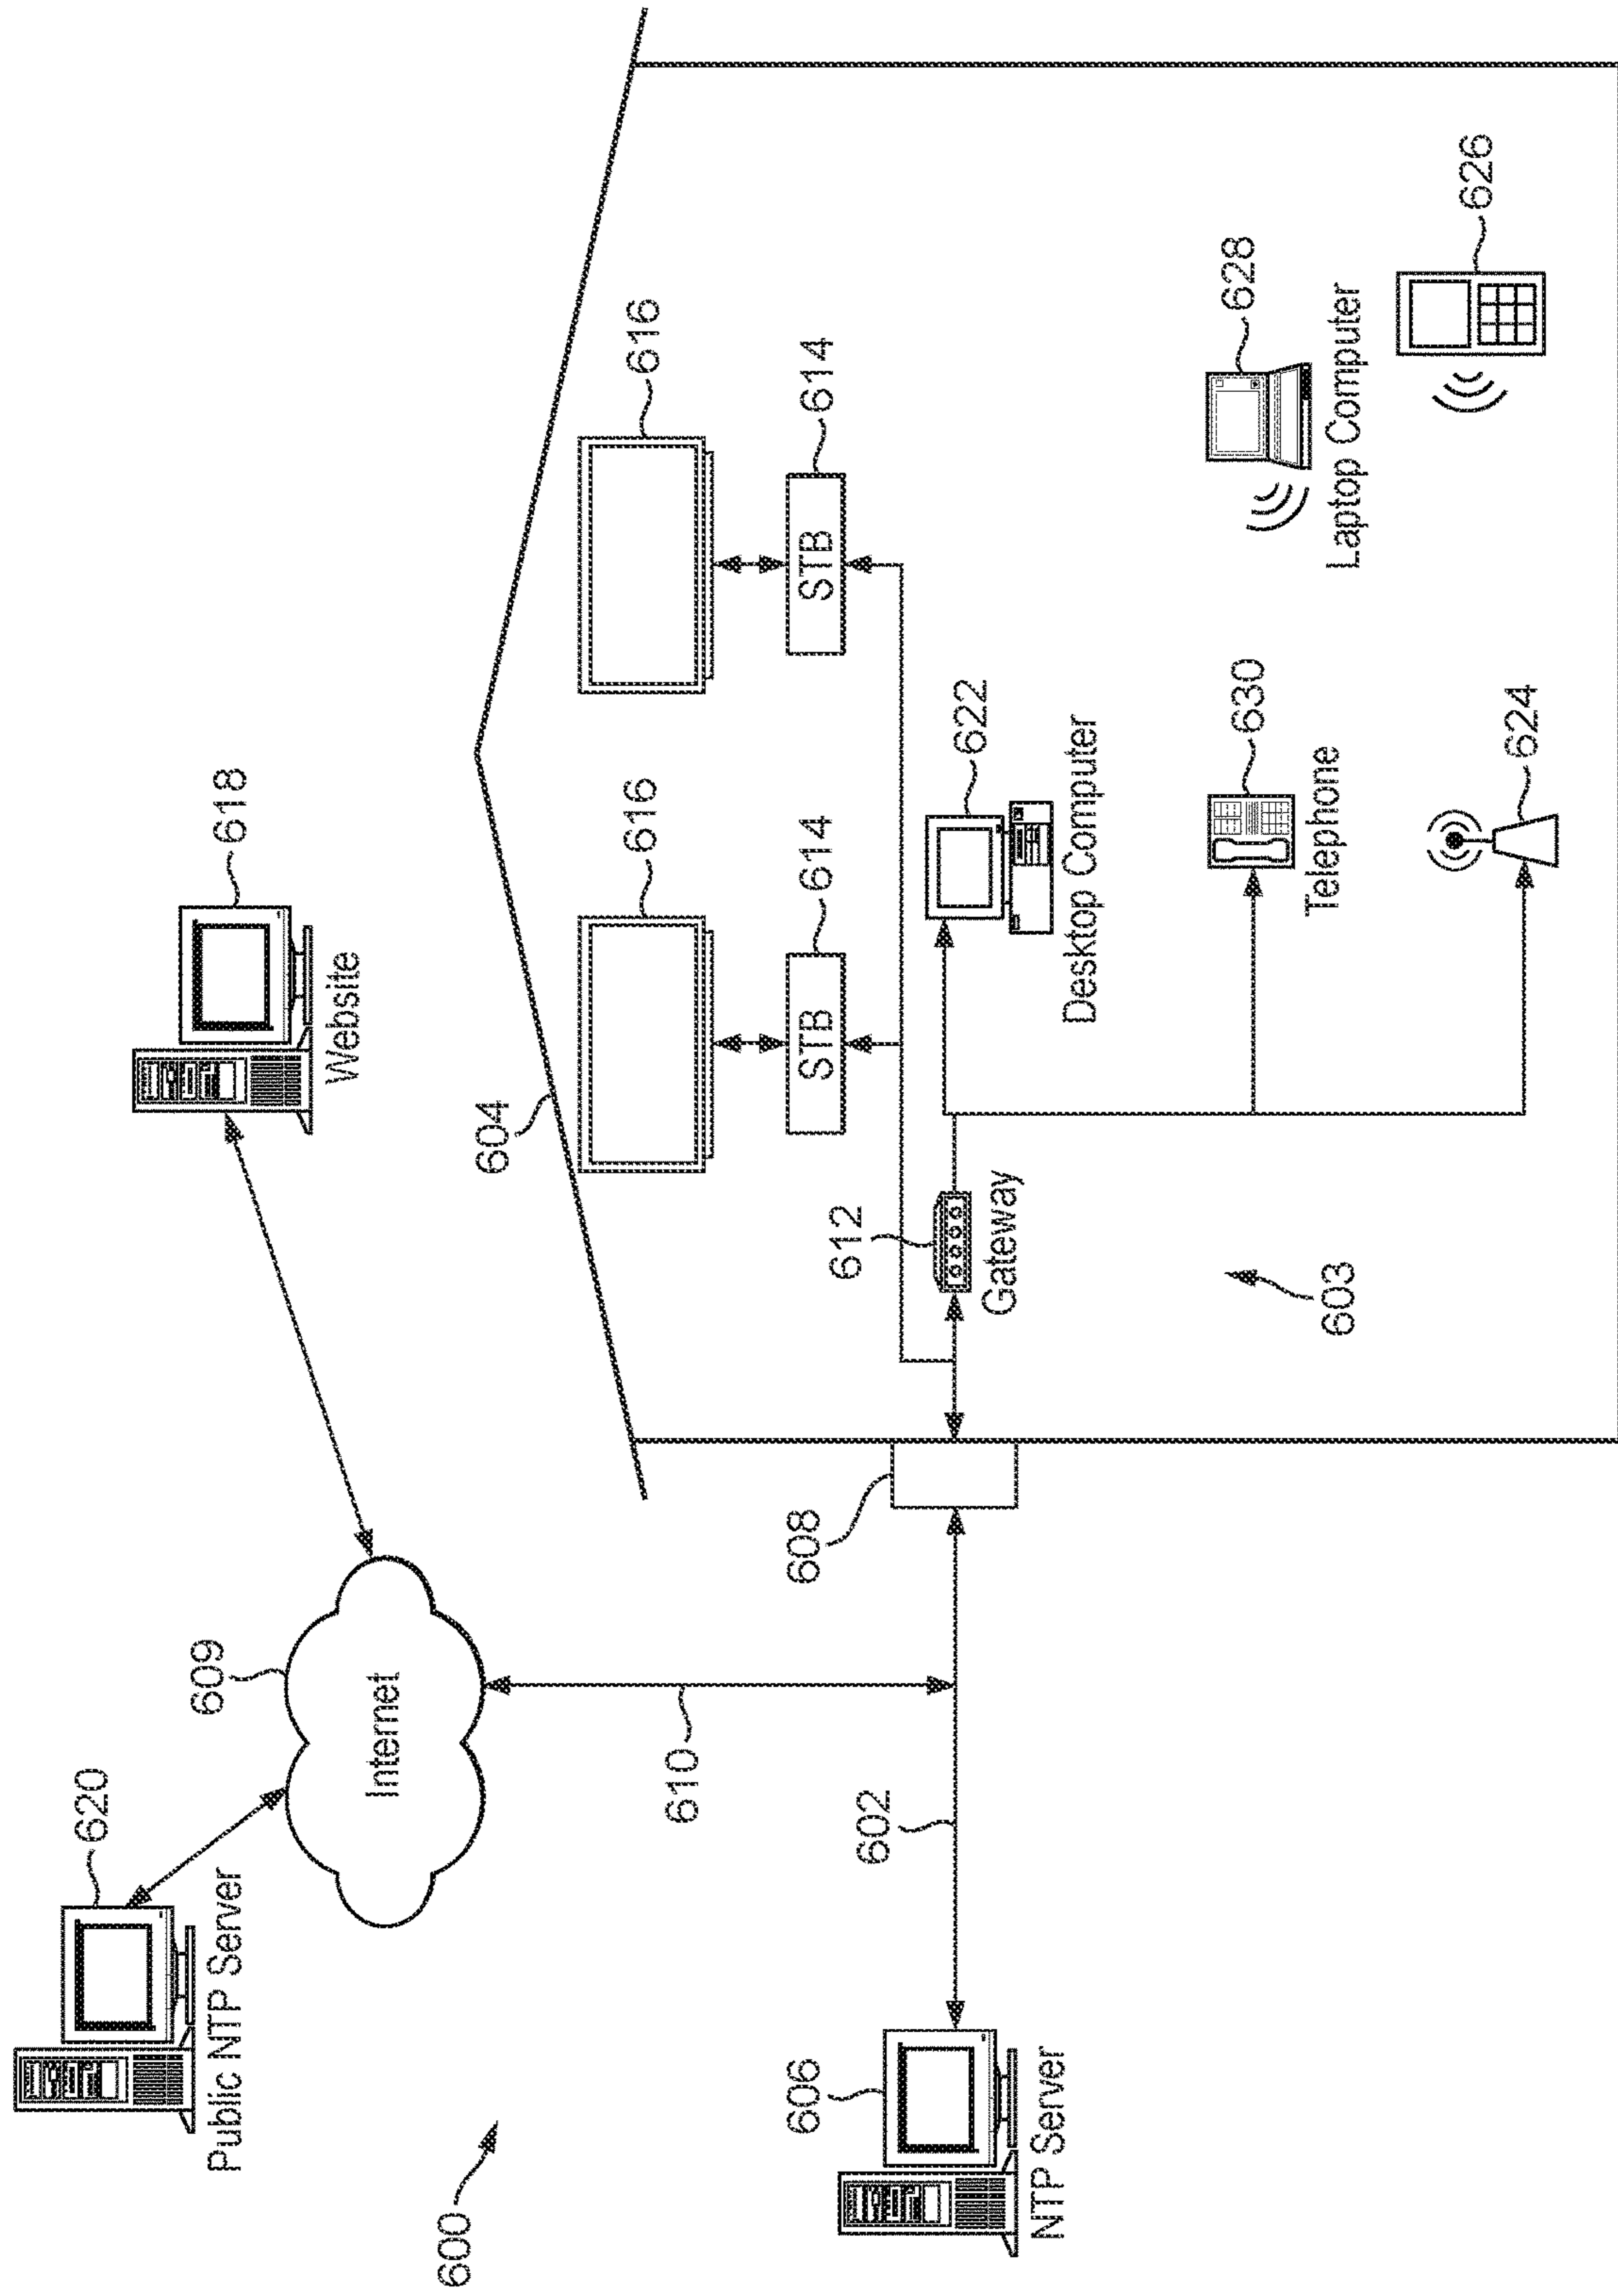 620
Public NTP Server
618
Website
609
Internet
600
610
604
616
616
614
STB
614
STB
606
NTP Server
602
608
612
Gateway
622
Desktop Computer
603
630
Telephone
628
Laptop Computer
624
626